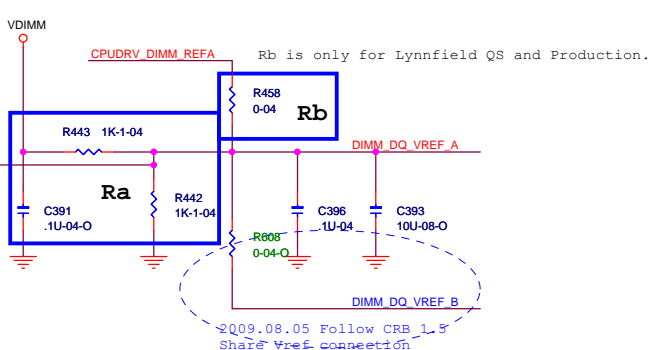 VDIMM
CPUDRV_DIMM_REFA
Rb is only for Lynnfield QS and Production.
R458
0-04
Rb
R443 1K-1-04
DIMM_DQ_VREF_A
Ra
R442
1K-1-04
C391
.1U-04-O
C396
.1U-04
C393
10U-08-O
R608
0-04-O
DIMM_DQ_VREF_B
2009.08.05 Follow CRB 1.5
Share Vref connection